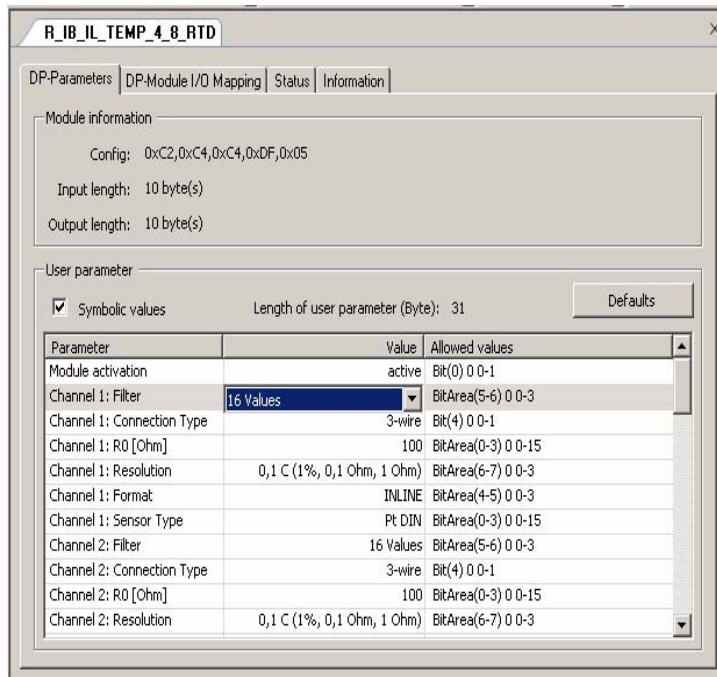 R_IB_IL_TEMP_4_8_RTD
DP-Parameters DP-Module I/O Mapping Status Information
Module information
Config: 0xC2,0xC4,0xC4,0xDF,0x05
Input length: 10 byte(s)
Output length: 10 byte(s)
User parameter
Symbolic values Length of user parameter (Byte): 31 Defaults
Parameter Value Allowed values
Module activation active Bit(0) 0 0-1
Channel 1: Filter 16 Values BitArea(5-6) 0 0-3
Channel 1: Connection Type 3-wire Bit(4) 0 0-1
Channel 1: R0 [Ohm] 100 BitArea(0-3) 0 0-15
Channel 1: Resolution 0,1 C (1%, 0,1 Ohm, 1 Ohm) BitArea(6-7) 0 0-3
Channel 1: Format INLINE BitArea(4-5) 0 0-3
Channel 1: Sensor Type Pt DIN BitArea(0-3) 0 0-15
Channel 2: Filter 16 Values BitArea(5-6) 0 0-3
Channel 2: Connection Type 3-wire Bit(4) 0 0-1
Channel 2: R0 [Ohm] 100 BitArea(0-3) 0 0-15
Channel 2: Resolution 0,1 C (1%, 0,1 Ohm, 1 Ohm) BitArea(6-7) 0 0-3